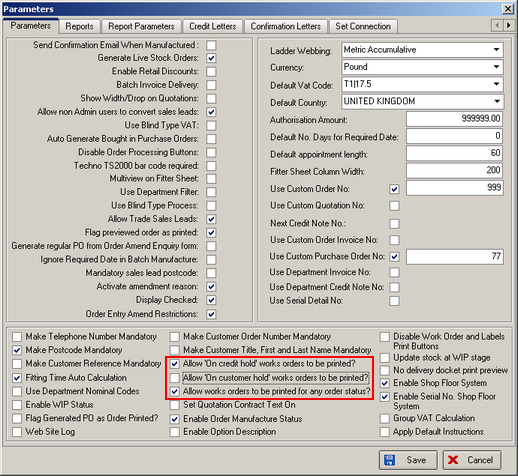 Parameters
Parameters Reports Report Parameters Credit Letters Confirmation Letters Set Connection
Send Confirmation Email When Manufactured :
Generate Live Stock Orders:
Enable Retail Discounts:
Batch Invoice Delivery:
Show Width/Drop on Quotations:
Allow non Admin users to convert sales leads:
Use Blind Type VAT:
Auto Generate Bought in Purchase Orders:
Disable Order Processing Buttons:
Techno TS2000 bar code required:
Multiview on Fitter Sheet:
Use Department Filter:
Use Blind Type Process:
Allow Trade Sales Leads:
Flag previewed order as printed:
Generate regular PO from Order Amend Enquiry form:
Ignore Required Date in Batch Manufacture:
Mandatory sales lead postcode:
Activate amendment reason:
Display Checked:
Order Entry Amend Restrictions:
Ladder Webbing: Metric Accumulative
Currency: Pound
Default Vat Code: T1|17.5
Default Country: UNITED KINGDOM
Authorisation Amount: 999999.00
Default No. Days for Required Date: 0
Default appointment length: 60
Fitter Sheet Column Width: 200
Use Custom Order No: 999
Use Custom Quotation No:
Next Credit Note No.:
Use Custom Order Invoice No:
Use Custom Purchase Order No: 77
Use Department Invoice No:
Use Department Credit Note No:
Use Serial Detail No:
Make Telephone Number Mandatory
Make Postcode Mandatory
Make Customer Reference Mandatory
Fitting Time Auto Calculation
Use Department Nominal Codes
Enable WIP Status
Flag Generated PO as Order Printed?
Web Site Log
Make Customer Order Number Mandatory
Make Customer Title, First and Last Name Mandatory
Allow 'On credit hold' works orders to be printed?
Allow 'On customer hold' works orders to be printed?
Allow works orders to be printed for any order status?
Set Quotation Contract Text On
Enable Order Manufacture Status
Enable Option Description
Disable Work Order and Labels
Print Buttons
Update stock at WIP stage
No delivery docket print preview
Enable Shop Floor System
Enable Serial No. Shop Floor
System
Group VAT Calculation
Apply Default Instructions
Save Cancel